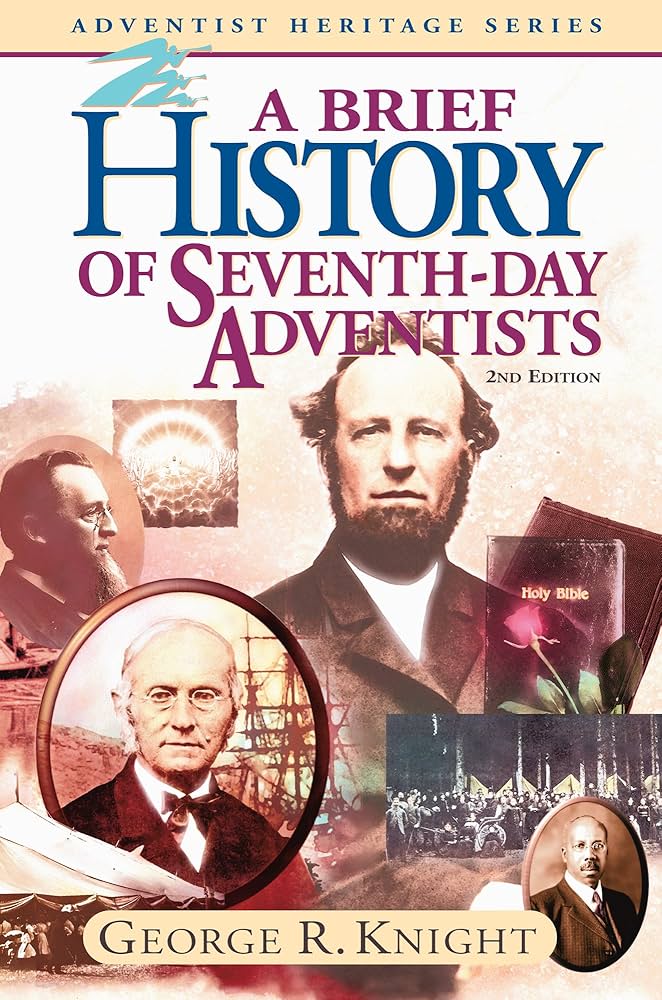 ADVENTIST HERITAGE SERIES
A BRIEF
HISTORY
OF SEVENTH-DAY
ADVENTISTS
2ND EDITION
Holy Bible
GEORGE R. KNIGHT